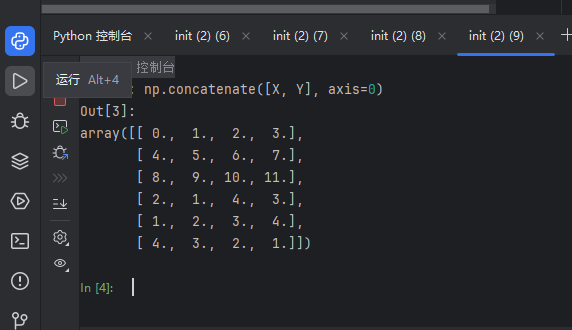 Python 控制台
init (2) (6)
init (2) (7)
init (2) (8)
init (2) (9)
控制台
运行 Alt+4
: np.concatenate([X, Y], axis=0)
Out[3]:
array([[ 0.,  1.,  2.,  3.],
       [ 4.,  5.,  6.,  7.],
       [ 8.,  9., 10., 11.],
       [ 2.,  1.,  4.,  3.],
       [ 1.,  2.,  3.,  4.],
       [ 4.,  3.,  2.,  1.]])
In [4]: